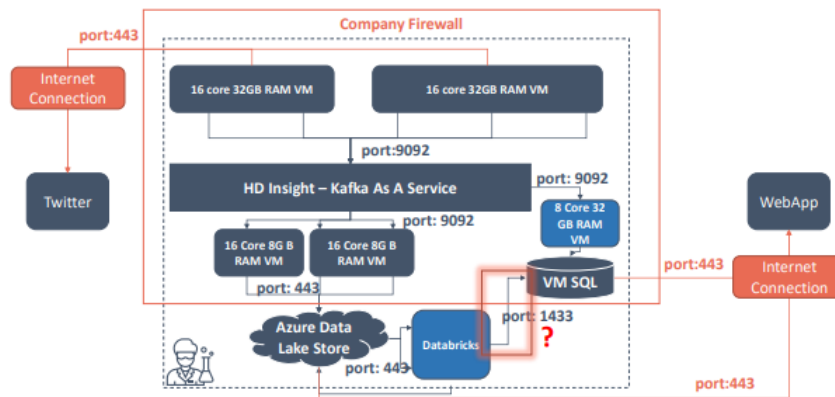 Company Firewall
port:443
Internet
Connection
16 core 32GB RAM VM
16 core 32GB RAM VM
port:9092
HD Insight – Kafka As A Service
port: 9092
Twitter
WebApp
9092
8 Core 32
GB RAM
VM
16 Core 8G B
RAM VM
16 Core 8G B
RAM VM
port: 443
VM SQL
port:443
Internet
Connection
port: 1433
?
Azure Data
Lake Store
Databricks
port: 443
port:443